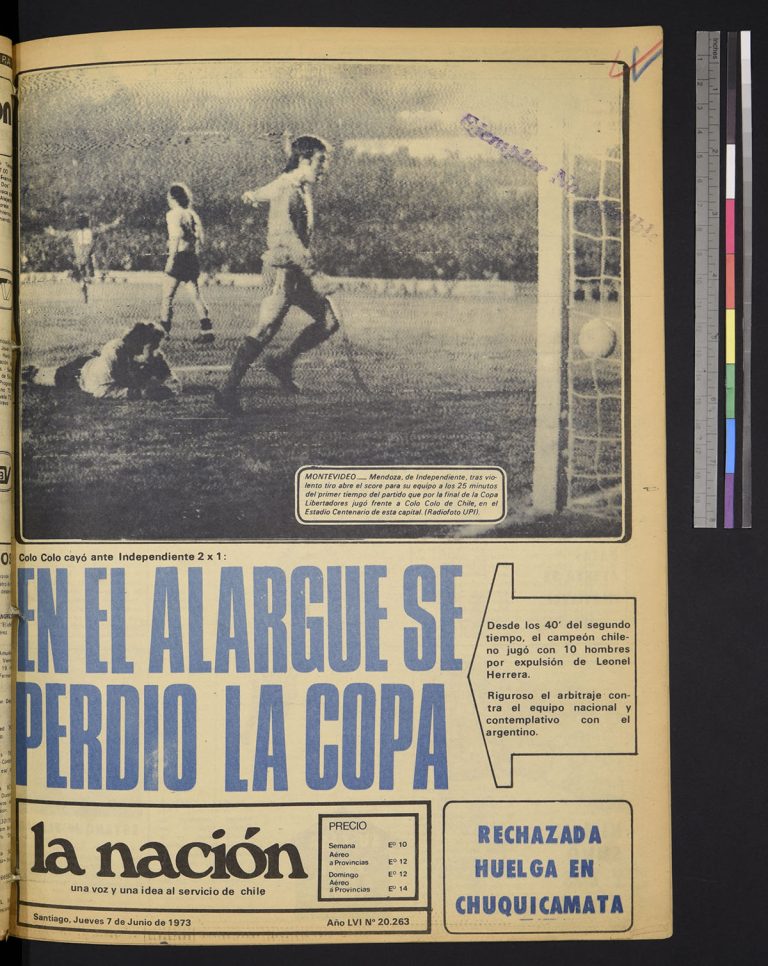 MONTEVIDEO.— Mendoza, de Independiente, tras vio-
lento tiro abre el score para su equipo a los 25 minutos
del primer tiempo del partido que por la final de la Copa
Libertadores jugó frente a Colo Colo de Chile, en el
Estadio Centenario de esta capital. (Radiofoto UPI).
Colo Colo cayó ante Independiente 2 x 1:
EN EL ALARGUE SE
PERDIO LA COPA
Desde los 40' del segundo
tiempo, el campeón chile-
no jugó con 10 hombres
por expulsión de Leonel
Herrera.
Riguroso el arbitraje con-
tra el equipo nacional y
contemplativo con el
argentino.
la nación
una voz y una idea al servicio de chile
PRECIO
Semana Eº 10
Aéreo
a Provincias Eº 12
Domingo Eº 12
Aéreo
a Provincias Eº 14
Santiago, Jueves 7 de Junio de 1973
Año LVI Nº 20.263
RECHAZADA
HUELGA EN
CHUQUICAMATA